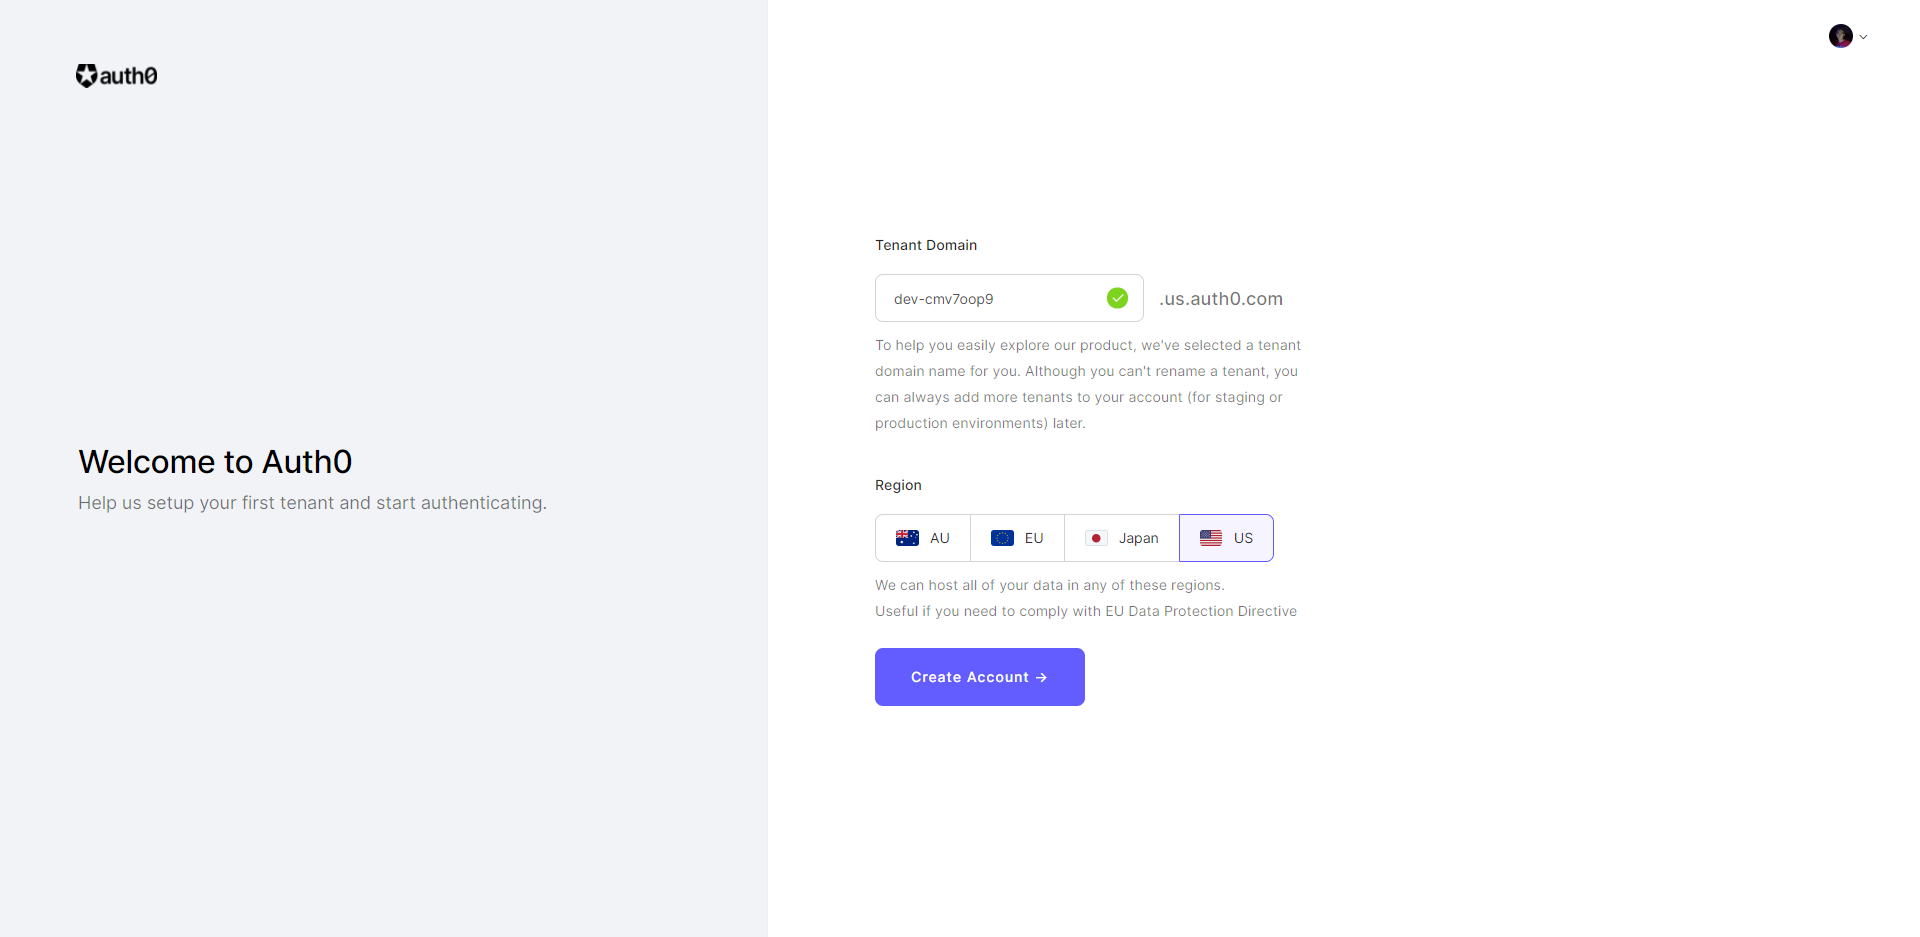 auth0
Welcome to Auth0
Help us setup your first tenant and start authenticating.
Tenant Domain
dev-cmv7oop9
.us.auth0.com
To help you easily explore our product, we've selected a tenant
domain name for you. Although you can't rename a tenant, you
can always add more tenants to your account (for staging or
production environments) later.
Region
AU
EU
Japan
US
We can host all of your data in any of these regions.
Useful if you need to comply with EU Data Protection Directive
Create Account →